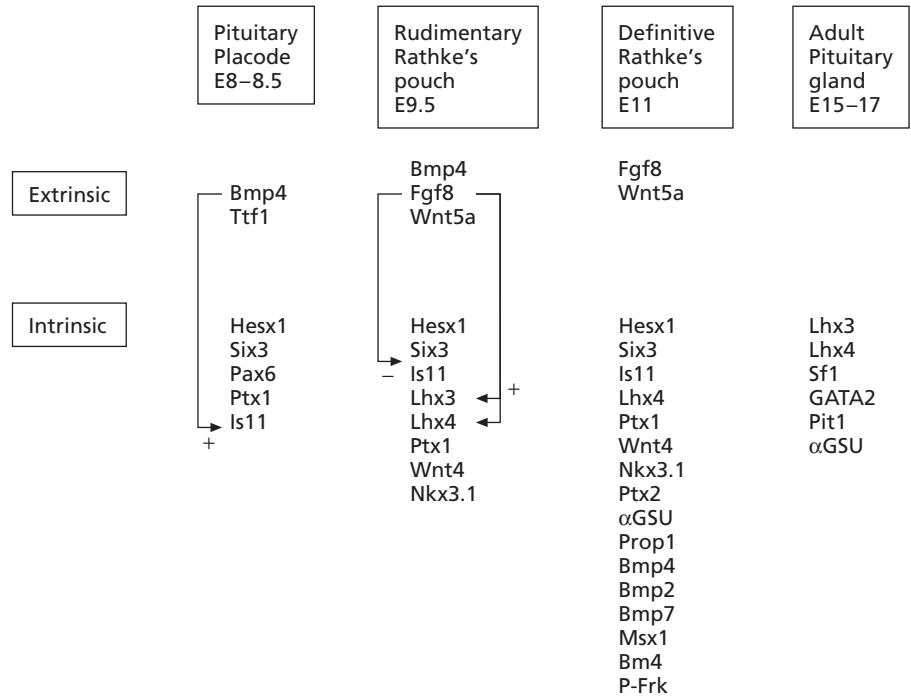 Pituitary
Placode
E8–8.5
Rudimentary
Rathke's
pouch
E9.5
Definitive
Rathke's
pouch
E11
Adult
Pituitary
gland
E15–17
Extrinsic
Bmp4
Ttf1
Bmp4
Fgf8
Wnt5a
Fgf8
Wnt5a
Intrinsic
Hesx1
Six3
Pax6
Ptx1
Is11
+
Hesx1
Six3
– Is11
Lhx3 +
Lhx4
Ptx1
Wnt4
Nkx3.1
Hesx1
Six3
Is11
Lhx4
Ptx1
Wnt4
Nkx3.1
Ptx2
αGSU
Prop1
Bmp4
Bmp2
Bmp7
Msx1
Bm4
P-Frk
Lhx3
Lhx4
Sf1
GATA2
Pit1
αGSU